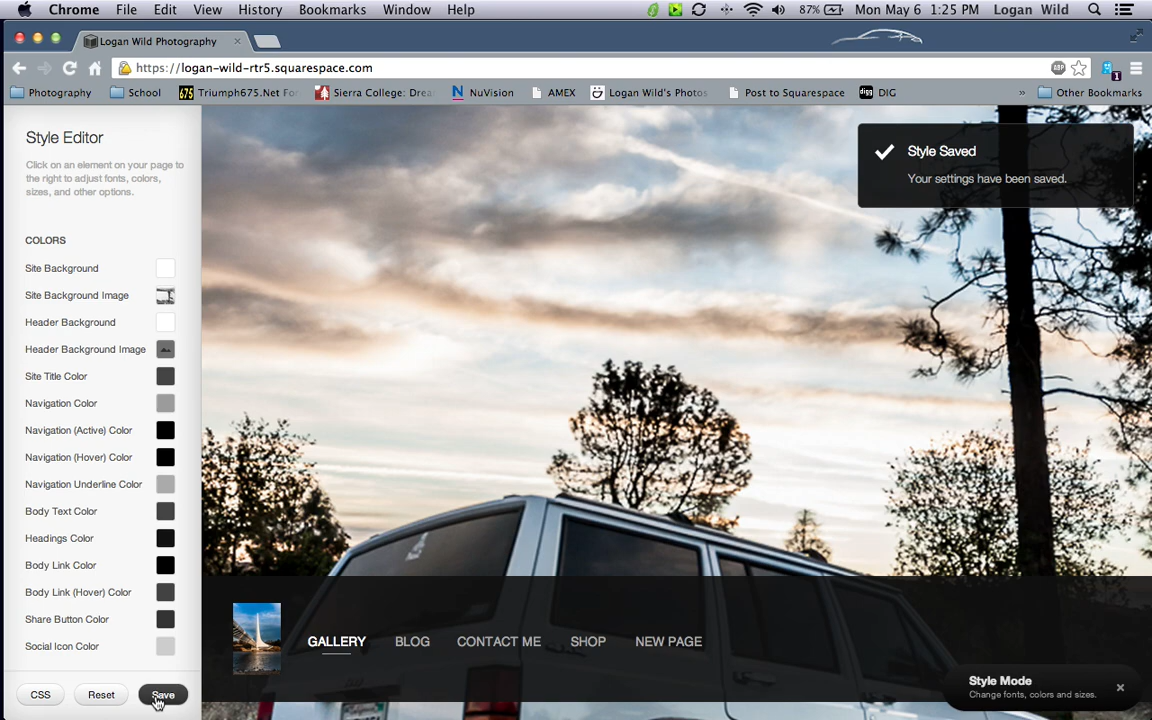 Chrome File Edit View History Bookmarks Window Help 87% Mon May 6 1:25 PM Logan Wild
Logan Wild Photography
https://logan-wild-rtr5.squarespace.com
ABP
1
Photography School 675 Triumph675.Net For Sierra College: Drea N NuVision AMEX Logan Wild's Photos Post to Squarespace digg DIG » Other Bookmarks
Style Editor
Click on an element on your page to
the right to adjust fonts, colors,
sizes, and other options.
COLORS
Site Background
Site Background Image
Header Background
Header Background Image
Site Title Color
Navigation Color
Navigation (Active) Color
Navigation (Hover) Color
Navigation Underline Color
Body Text Color
Headings Color
Body Link Color
Body Link (Hover) Color
Share Button Color
Social Icon Color
CSS Reset Save
Style Saved
Your settings have been saved.
GALLERY BLOG CONTACT ME SHOP NEW PAGE
Style Mode
Change fonts, colors and sizes.